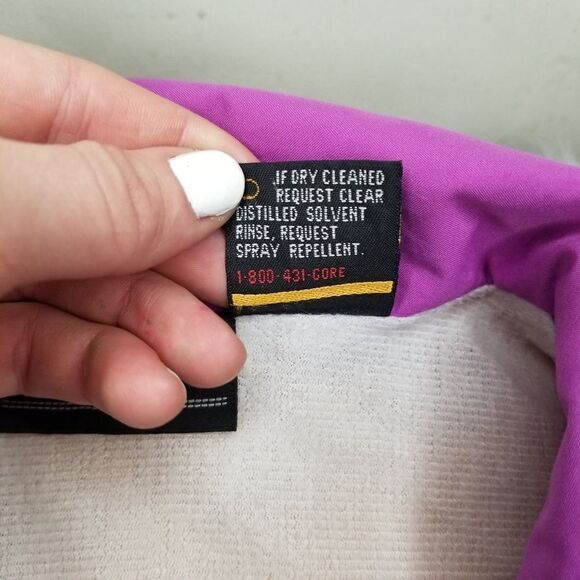 .IF DRY CLEANED
REQUEST CLEAR
DISTILLED SOLVENT
RINSE, REQUEST
SPRAY REPELLENT.
1-800-431-GORE